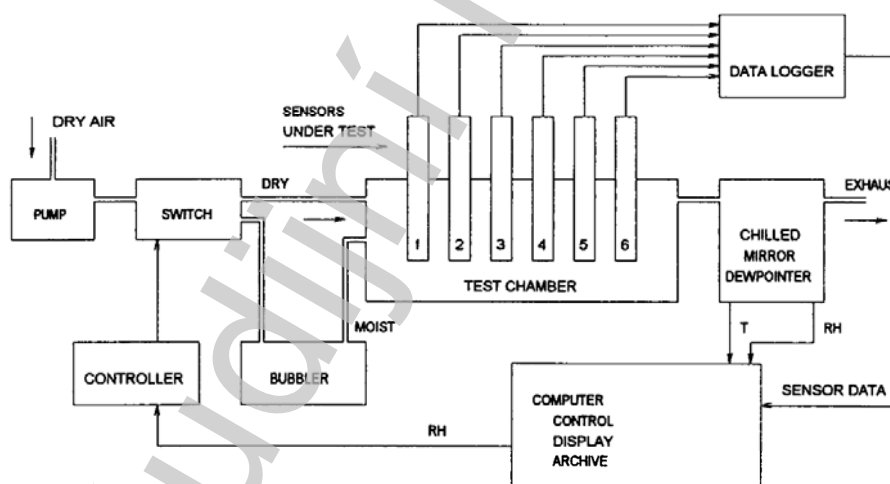 DATA LOGGER
DRY AIR
SENSORS
UNDER TEST
DRY
EXHAUS
PUMP
SWITCH
1 2 3 4 5 6
CHILLED
MIRROR
DEWPOINTER
TEST CHAMBER
MOIST
T
RH
CONTROLLER
BUBBLER
SENSOR DATA
COMPUTER
CONTROL
DISPLAY
ARCHIVE
RH